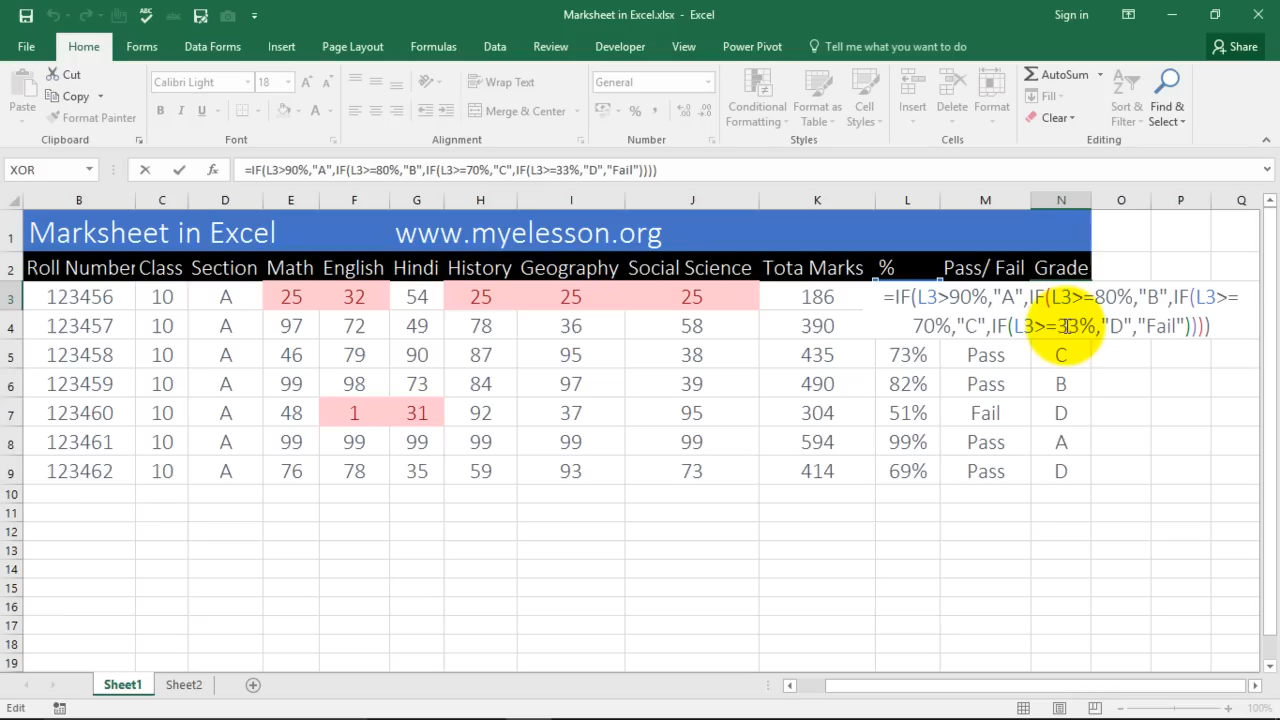 Marksheet in Excel.xlsx - Excel
Sign in
File Home Forms Data Forms Insert Page Layout Formulas Data Review Developer View Power Pivot Tell me what you want to do Share
Paste Cut Copy Format Painter
Calibri Light 18 A A
B I U A
Wrap Text
Merge & Center
General
% ,
Conditional Formatting Format as Table Cell Styles
Insert Delete Format
AutoSum
Fill
Clear
Sort & Filter Find & Select
Clipboard Font Alignment Number Styles Cells Editing
XOR fx =IF(L3>90%,"A",IF(L3>=80%,"B",IF(L3>=70%,"C",IF(L3>=33%,"D","Fail"))))
B C D E F G H I J K L M N O P Q
1 Marksheet in Excel www.myelesson.org
2 Roll Number Class Section Math English Hindi History Geography Social Science Tota Marks % Pass/ Fail Grade
3 123456 10 A 25 32 54 25 25 25 186 =IF(L3>90%,"A",IF(L3>=80%,"B",IF(L3>=
4 123457 10 A 97 72 49 78 36 58 390 70%,"C",IF(L3>=33%,"D","Fail"))))
5 123458 10 A 46 79 90 87 95 38 435 73% Pass C
6 123459 10 A 99 98 73 84 97 39 490 82% Pass B
7 123460 10 A 48 1 31 92 37 95 304 51% Fail D
8 123461 10 A 99 99 99 99 99 99 594 99% Pass A
9 123462 10 A 76 78 35 59 93 73 414 69% Pass D
10
11
12
13
14
15
16
17
18
19
Sheet1 Sheet2
Edit 100%